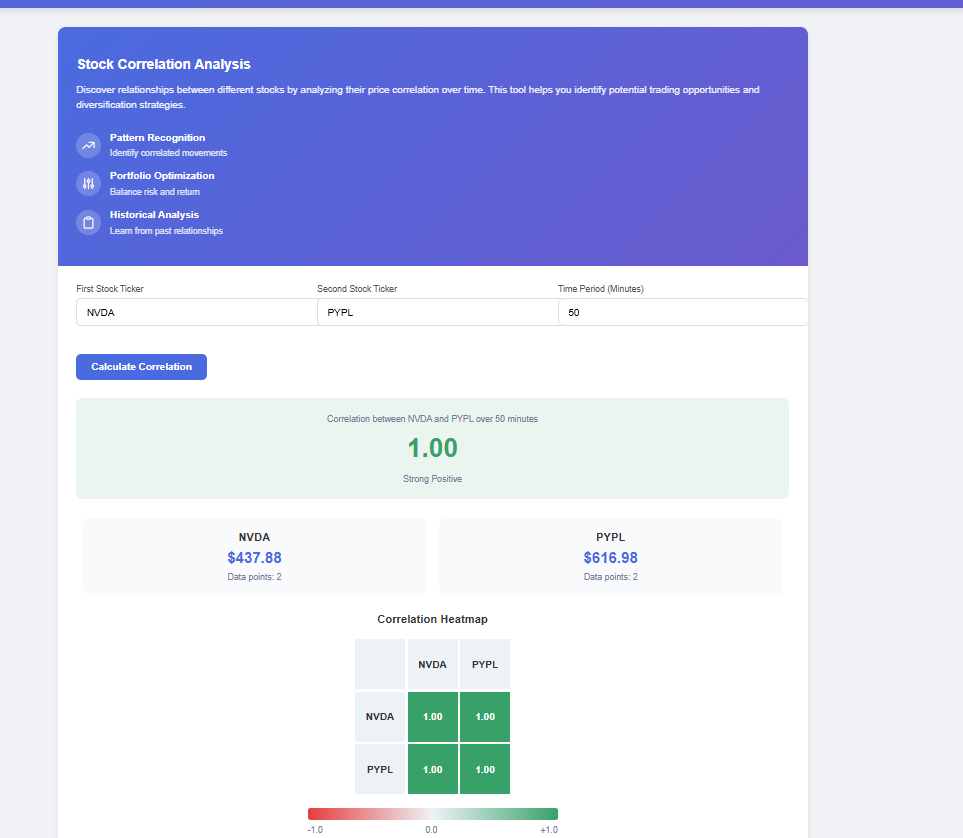 Stock Correlation Analysis
Discover relationships between different stocks by analyzing their price correlation over time. This tool helps you identify potential trading opportunities and
diversification strategies.
Pattern Recognition
Identify correlated movements
Portfolio Optimization
Balance risk and return
Historical Analysis
Learn from past relationships
First Stock Ticker Second Stock Ticker Time Period (Minutes)
NVDA PYPL 50
Calculate Correlation
Correlation between NVDA and PYPL over 50 minutes
1.00
Strong Positive
NVDA PYPL
$437.88 $616.98
Data points: 2 Data points: 2
Correlation Heatmap
NVDA PYPL
NVDA 1.00 1.00
PYPL 1.00 1.00
-1.0 0.0 +1.0